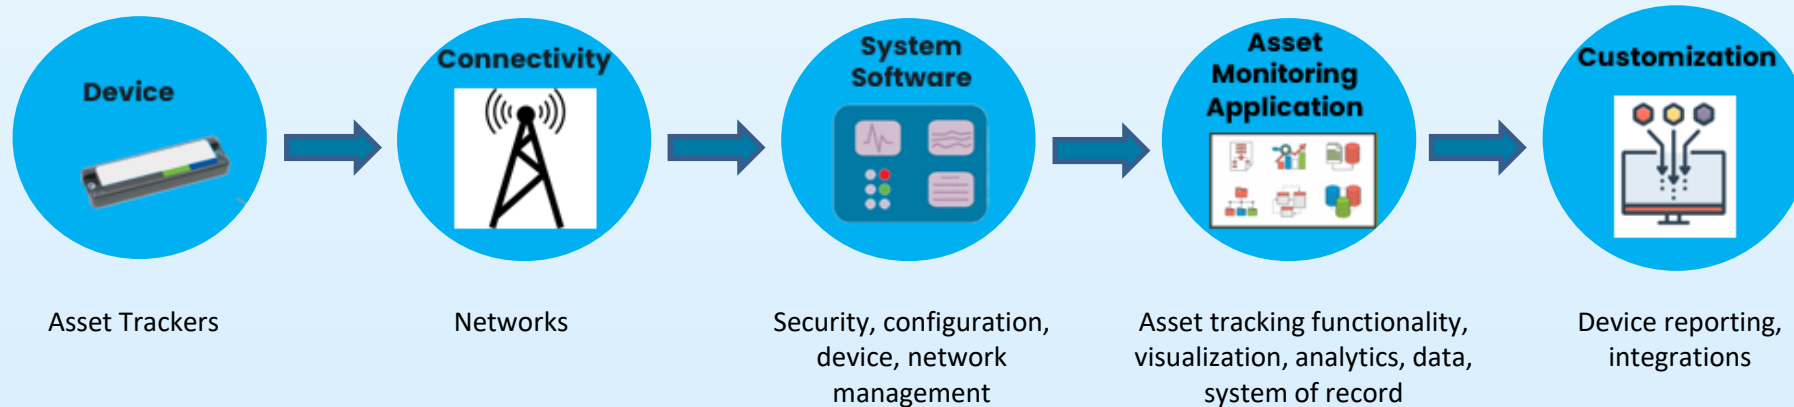 Device
Connectivity
System
Software
Asset
Monitoring
Application
Customization
Asset Trackers
Networks
Security, configuration,
device, network
management
Asset tracking functionality,
visualization, analytics, data,
system of record
Device reporting,
integrations